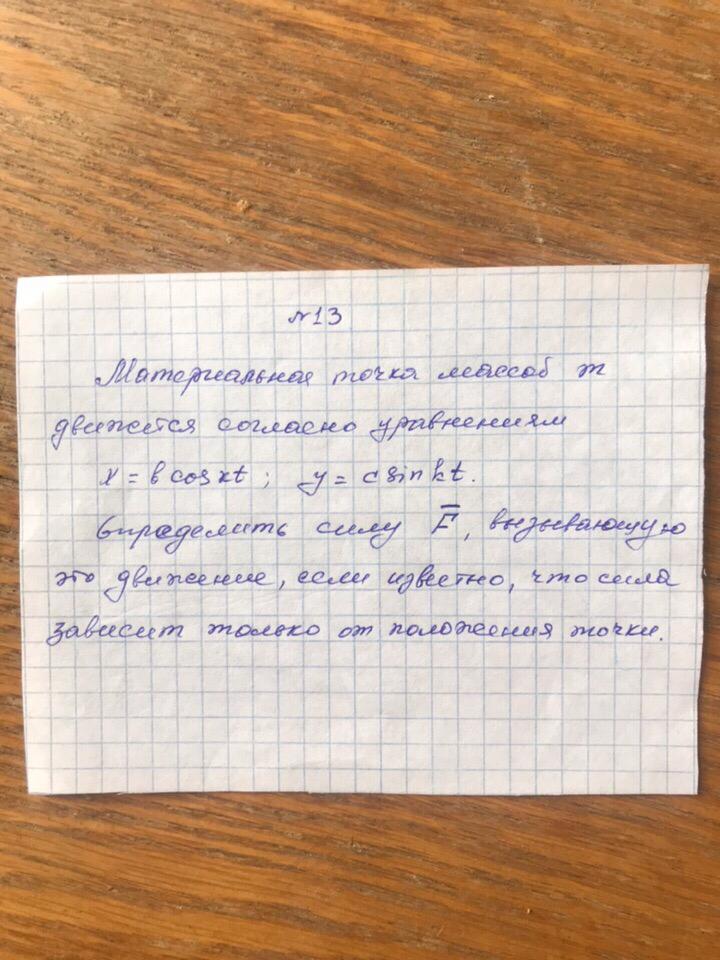 №13
Материальная точка массой m
движется согласно уравнениям
x = b cos kt ; y = c sin kt.
Определить силу F̅, вызывающую
это движение, если известно, что сила
зависит только от положения точки.